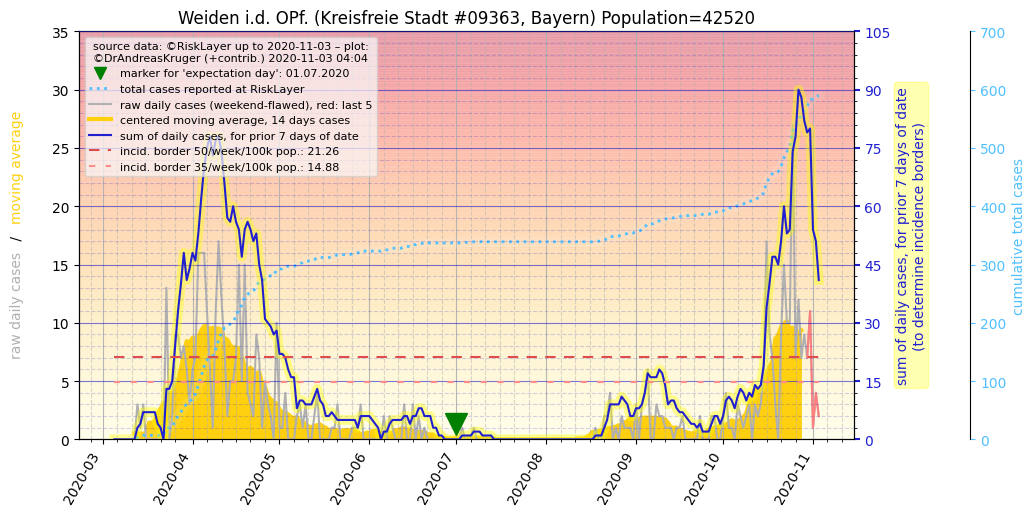 Weiden i.d. OPf. (Kreisfreie Stadt #09363, Bayern) Population=42520
source data: ©RiskLayer up to 2020-11-03 – plot:
©DrAndreasKruger (+contrib.) 2020-11-03 04:04
marker for 'expectation day': 01.07.2020
total cases reported at RiskLayer
raw daily cases (weekend-flawed), red: last 5
centered moving average, 14 days cases
sum of daily cases, for prior 7 days of date
incid. border 50/week/100k pop.: 21.26
incid. border 35/week/100k pop.: 14.88
raw daily cases / moving average
35
30
25
20
15
10
5
0
2020-03
2020-04
2020-05
2020-06
2020-07
2020-08
2020-09
2020-10
2020-11
105
90
75
60
45
30
15
0
sum of daily cases, for prior 7 days of date
(to determine incidence borders)
700
600
500
400
300
200
100
0
cumulative total cases